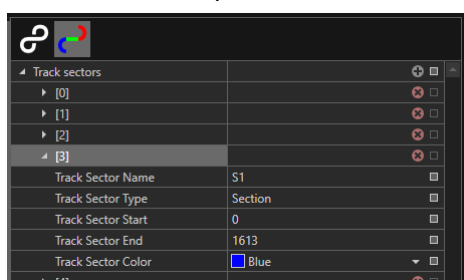 Track sectors
[0]
[1]
[2]
[3]
Track Sector Name S1
Track Sector Type Section
Track Sector Start 0
Track Sector End 1613
Track Sector Color Blue